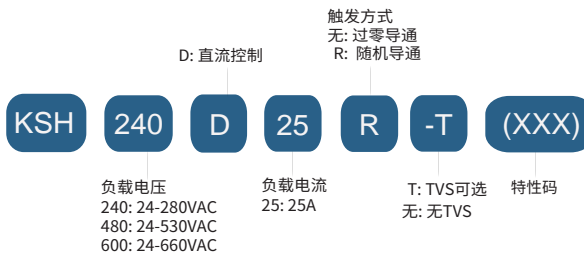 触发方式
无: 过零导通
R: 随机导通
D: 直流控制
KSH 240 D 25 R -T (XXX)
负载电压
240: 24-280VAC
480: 24-530VAC
600: 24-660VAC
负载电流
25: 25A
T: TVS可选
无: 无TVS
特性码